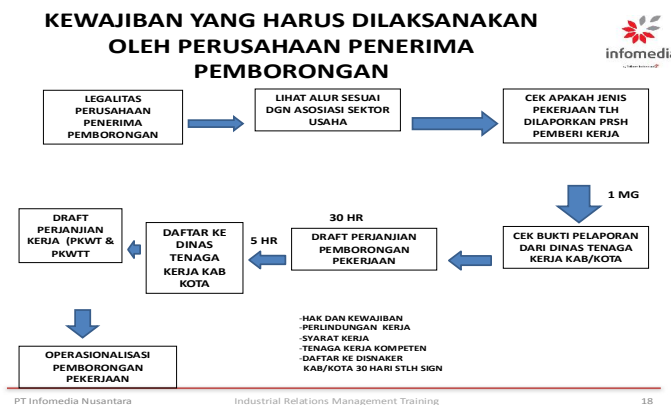 KEWAJIBAN YANG HARUS DILAKSANAKAN
OLEH PERUSAHAAN PENERIMA
PEMBORONGAN
infomedia
LEGALITAS
PERUSAHAAN
PENERIMA
PEMBORONGAN
LIHAT ALUR SESUAI
DGN ASOSIASI SEKTOR
USAHA
CEK APAKAH JENIS
PEKERJAAN TLH
DILAPORKAN PRSH
PEMBERI KERJA
1 MG
CEK BUKTI PELAPORAN
DARI DINAS TENAGA
KERJA KAB/KOTA
30 HR
DRAFT PERJANJIAN
PEMBORONGAN
PEKERJAAN
5 HR
DAFTAR KE
DINAS
TENAGA
KERJA KAB
KOTA
DRAFT
PERJANJIAN
KERJA (PKWT &
PKWTT
OPERASIONALISASI
PEMBORONGAN
PEKERJAAN
-HAK DAN KEWAJIBAN
-PERLINDUNGAN KERJA
-SYARAT KERJA
-TENAGA KERJA KOMPETEN
-DAFTAR KE DISNAKER
KAB/KOTA 30 HARI STLH SIGN
PT Infomedia Nusantara
Industrial Relations Management Training
18